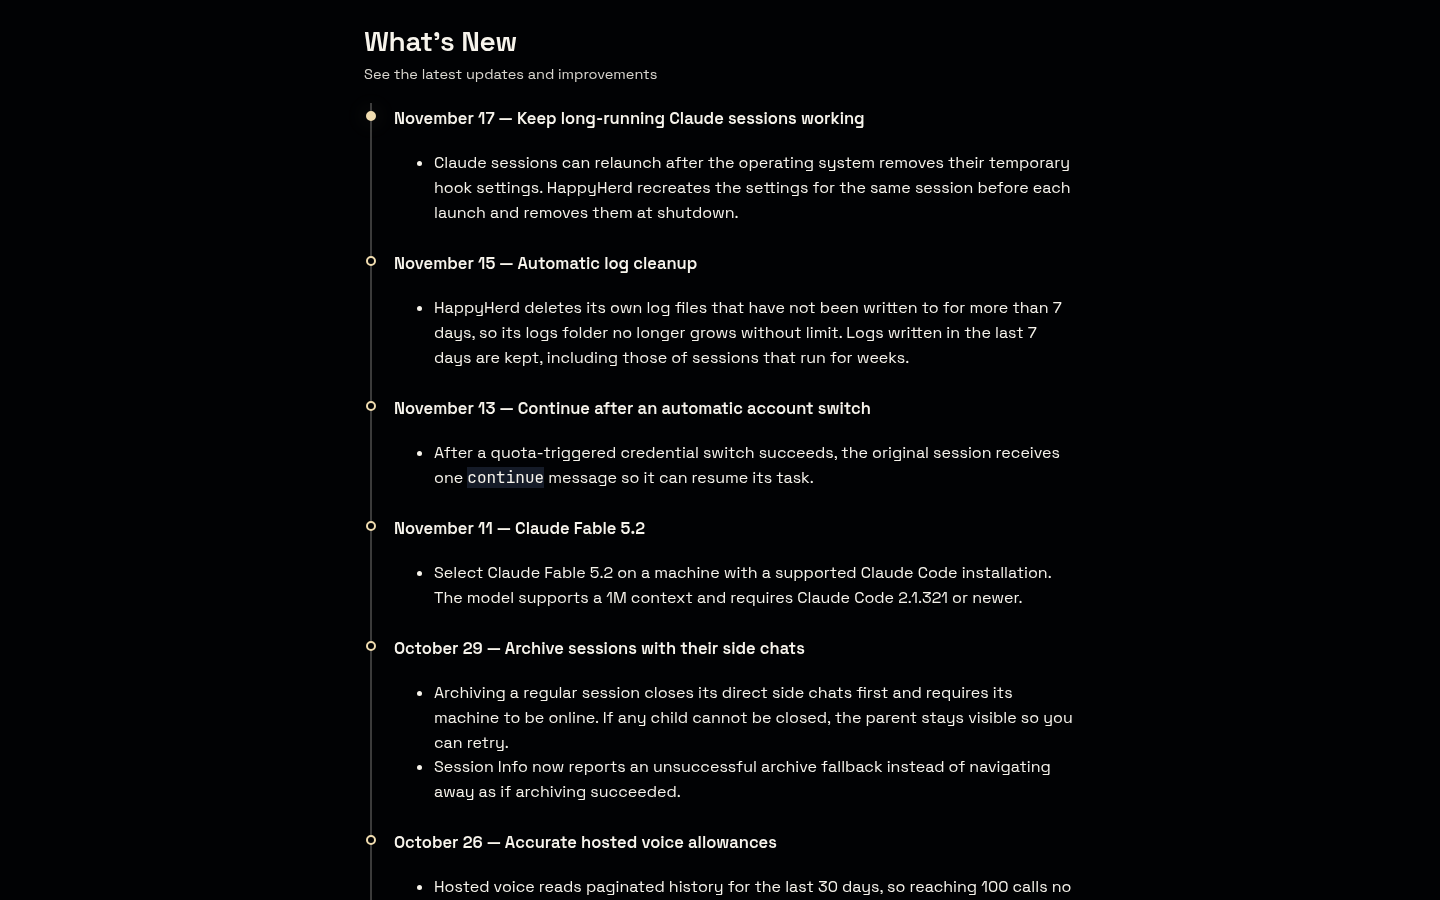 What's New
See the latest updates and improvements
November 17 — Keep long-running Claude sessions working
• Claude sessions can relaunch after the operating system removes their temporary
hook settings. HappyHerd recreates the settings for the same session before each
launch and removes them at shutdown.
November 15 — Automatic log cleanup
• HappyHerd deletes its own log files that have not been written to for more than 7
days, so its logs folder no longer grows without limit. Logs written in the last 7
days are kept, including those of sessions that run for weeks.
November 13 — Continue after an automatic account switch
• After a quota-triggered credential switch succeeds, the original session receives
one continue message so it can resume its task.
November 11 — Claude Fable 5.2
• Select Claude Fable 5.2 on a machine with a supported Claude Code installation.
The model supports a 1M context and requires Claude Code 2.1.321 or newer.
October 29 — Archive sessions with their side chats
• Archiving a regular session closes its direct side chats first and requires its
machine to be online. If any child cannot be closed, the parent stays visible so you
can retry.
• Session Info now reports an unsuccessful archive fallback instead of navigating
away as if archiving succeeded.
October 26 — Accurate hosted voice allowances
• Hosted voice reads paginated history for the last 30 days, so reaching 100 calls no